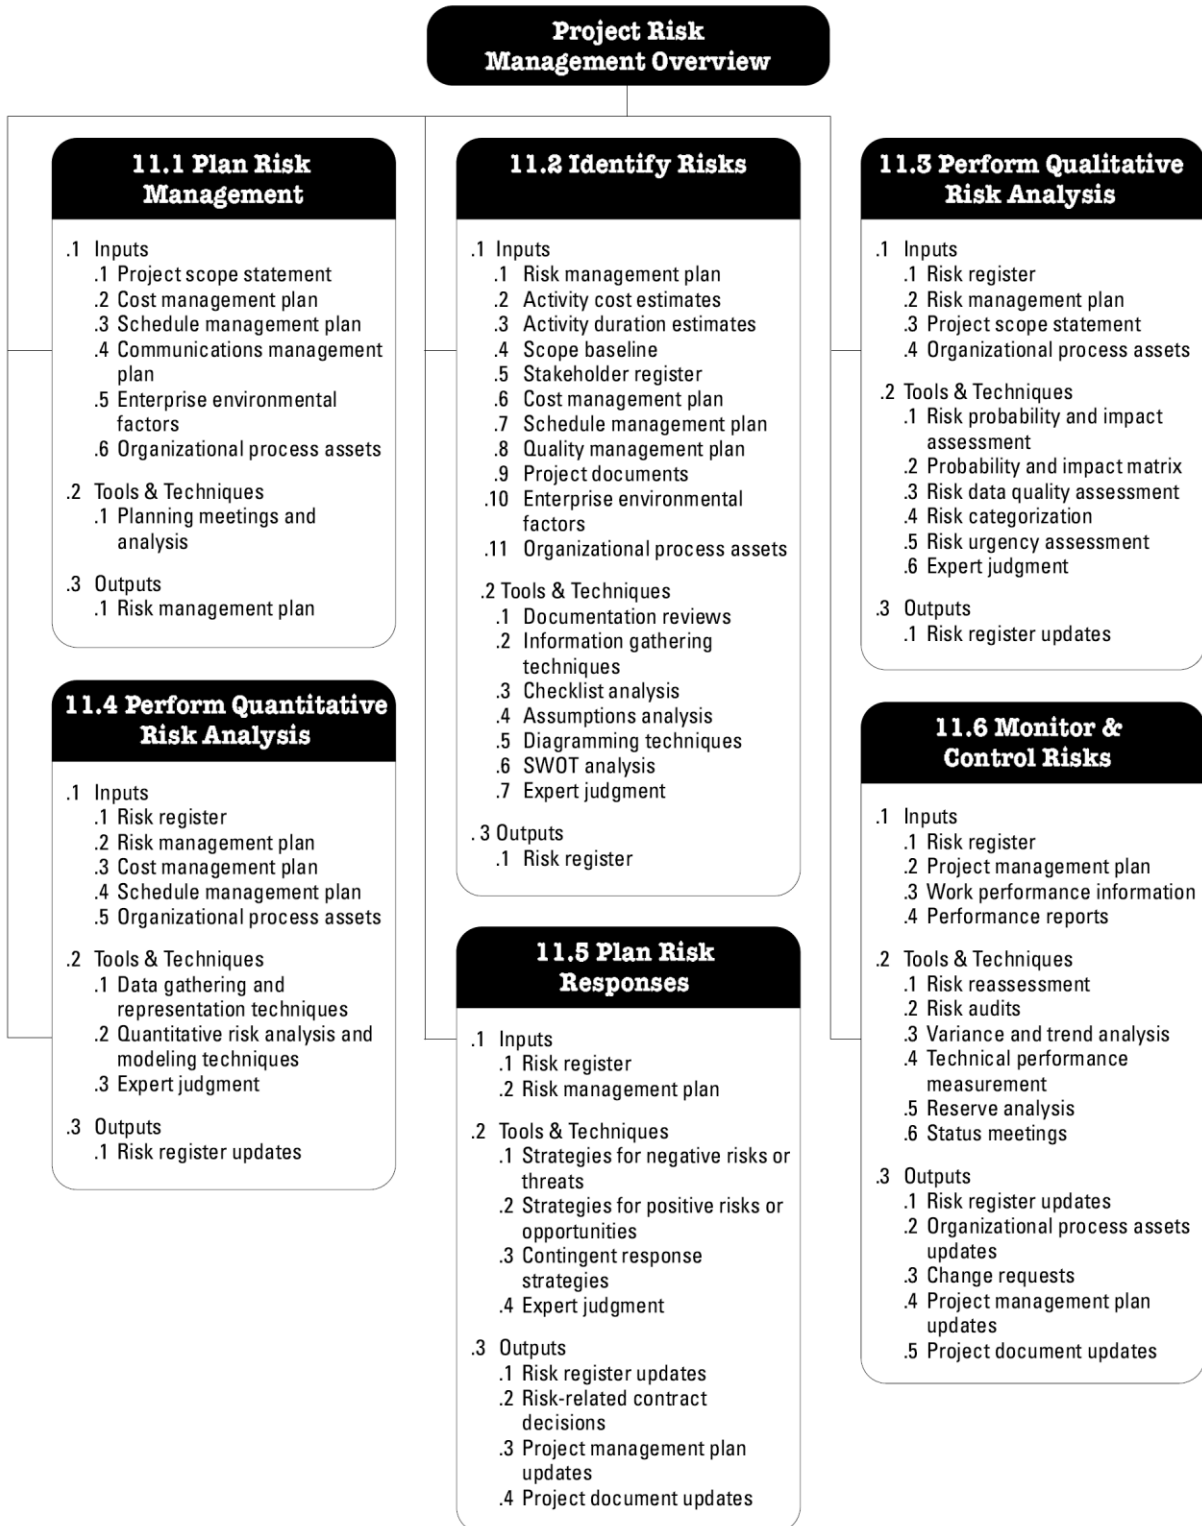 Project Risk
Management Overview
11.1 Plan Risk
Management
.1 Inputs
.1 Project scope statement
.2 Cost management plan
.3 Schedule management plan
.4 Communications management
plan
.5 Enterprise environmental
factors
.6 Organizational process assets
.2 Tools & Techniques
.1 Planning meetings and
analysis
.3 Outputs
.1 Risk management plan
11.2 Identify Risks
.1 Inputs
.1 Risk management plan
.2 Activity cost estimates
.3 Activity duration estimates
.4 Scope baseline
.5 Stakeholder register
.6 Cost management plan
.7 Schedule management plan
.8 Quality management plan
.9 Project documents
.10 Enterprise environmental
factors
.11 Organizational process assets
.2 Tools & Techniques
.1 Documentation reviews
.2 Information gathering
techniques
.3 Checklist analysis
.4 Assumptions analysis
.5 Diagramming techniques
.6 SWOT analysis
.7 Expert judgment
. 3 Outputs
.1 Risk register
11.3 Perform Qualitative
Risk Analysis
.1 Inputs
.1 Risk register
.2 Risk management plan
.3 Project scope statement
.4 Organizational process assets
.2 Tools & Techniques
.1 Risk probability and impact
assessment
.2 Probability and impact matrix
.3 Risk data quality assessment
.4 Risk categorization
.5 Risk urgency assessment
.6 Expert judgment
.3 Outputs
.1 Risk register updates
11.4 Perform Quantitative
Risk Analysis
.1 Inputs
.1 Risk register
.2 Risk management plan
.3 Cost management plan
.4 Schedule management plan
.5 Organizational process assets
.2 Tools & Techniques
.1 Data gathering and
representation techniques
.2 Quantitative risk analysis and
modeling techniques
.3 Expert judgment
.3 Outputs
.1 Risk register updates
11.5 Plan Risk
Responses
.1 Inputs
.1 Risk register
.2 Risk management plan
.2 Tools & Techniques
.1 Strategies for negative risks or
threats
.2 Strategies for positive risks or
opportunities
.3 Contingent response
strategies
.4 Expert judgment
.3 Outputs
.1 Risk register updates
.2 Risk-related contract
decisions
.3 Project management plan
updates
.4 Project document updates
11.6 Monitor &
Control Risks
.1 Inputs
.1 Risk register
.2 Project management plan
.3 Work performance information
.4 Performance reports
.2 Tools & Techniques
.1 Risk reassessment
.2 Risk audits
.3 Variance and trend analysis
.4 Technical performance
measurement
.5 Reserve analysis
.6 Status meetings
.3 Outputs
.1 Risk register updates
.2 Organizational process assets
updates
.3 Change requests
.4 Project management plan
updates
.5 Project document updates